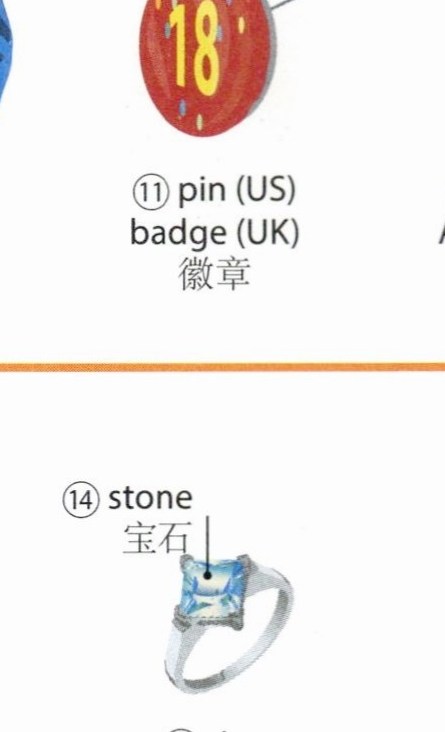 18
⑪ pin (US)
badge (UK)
徽章
⑭ stone
宝石